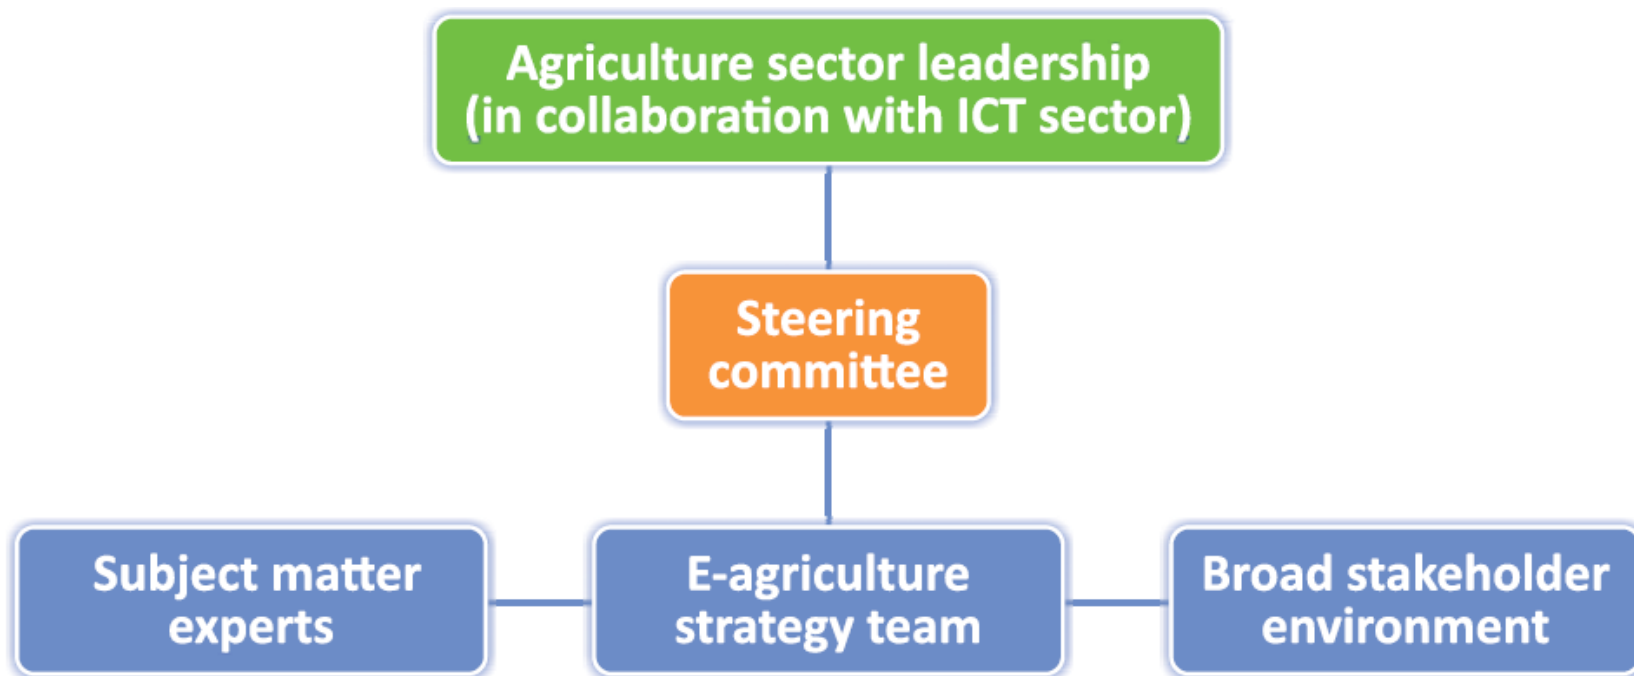 Agriculture sector leadership
(in collaboration with ICT sector)
Steering
committee
Subject matter
experts
E-agriculture
strategy team
Broad stakeholder
environment